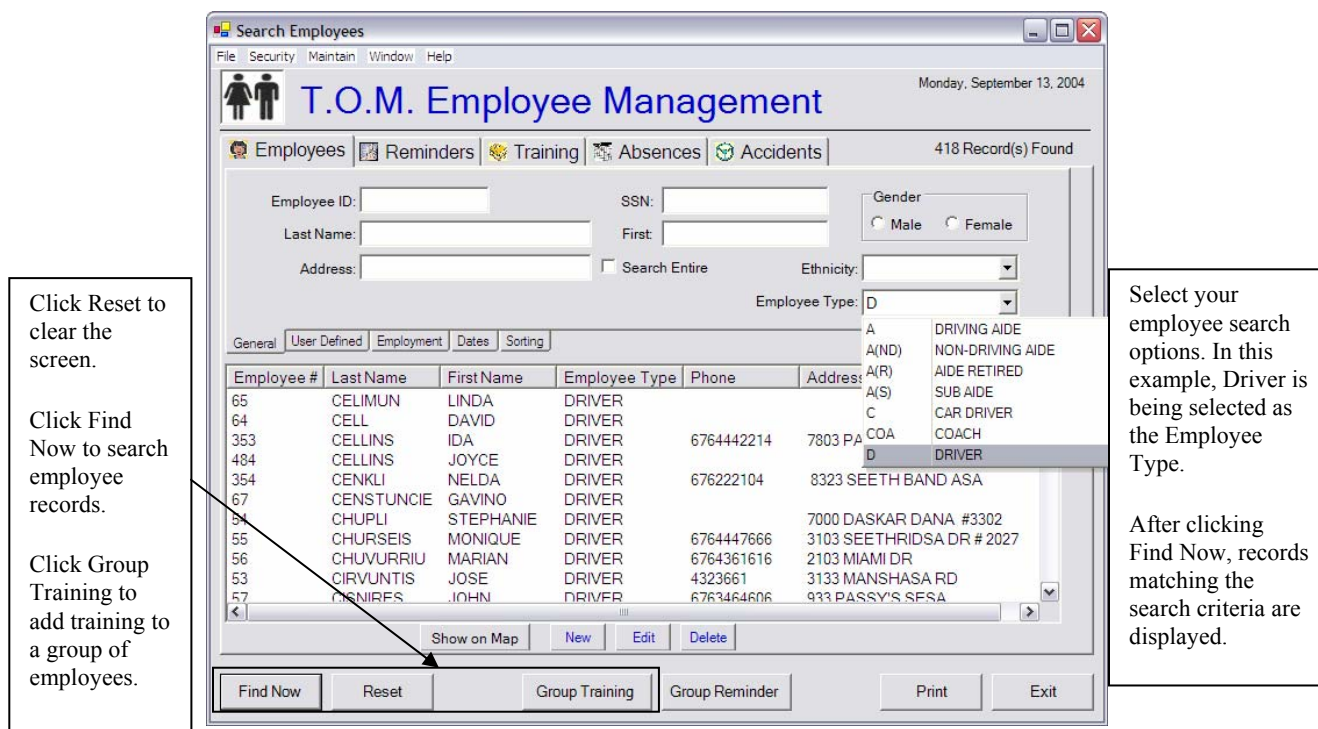 Search Employees
File Security Maintain Window Help
T.O.M. Employee Management
Monday, September 13, 2004
Employees Reminders Training Absences Accidents
418 Record(s) Found
Employee ID:
SSN:
Gender
Male Female
Last Name:
First:
Address:
Search Entire
Ethnicity:
Employee Type: D
A DRIVING AIDE
A(ND) NON-DRIVING AIDE
A(R) AIDE RETIRED
A(S) SUB AIDE
C CAR DRIVER
COA COACH
D DRIVER
General User Defined Employment Dates Sorting
Employee # Last Name First Name Employee Type Phone Address
65 CELIMUN LINDA DRIVER
64 CELL DAVID DRIVER
353 CELLINS IDA DRIVER 6764442214 7803 PA
484 CELLINS JOYCE DRIVER
354 CENKLI NELDA DRIVER 676222104 8323 SEETH BAND ASA
67 CENSTUNCIE GAVINO DRIVER
54 CHUPLI STEPHANIE DRIVER 7000 DASKAR DANA #3302
55 CHURSEIS MONIQUE DRIVER 6764447666 3103 SEETHRIDSA DR # 2027
56 CHUVURRIU MARIAN DRIVER 6764361616 2103 MIAMI DR
53 CIRVUNTIS JOSE DRIVER 4323661 3133 MANSHASA RD
57 CISNIRES JOHN DRIVER 6763464606 933 PASSY'S SESA
Show on Map New Edit Delete
Find Now Reset Group Training Group Reminder Print Exit
Click Reset to
clear the
screen.
Click Find
Now to search
employee
records.
Click Group
Training to
add training to
a group of
employees.
Select your
employee search
options. In this
example, Driver is
being selected as
the Employee
Type.
After clicking
Find Now, records
matching the
search criteria are
displayed.